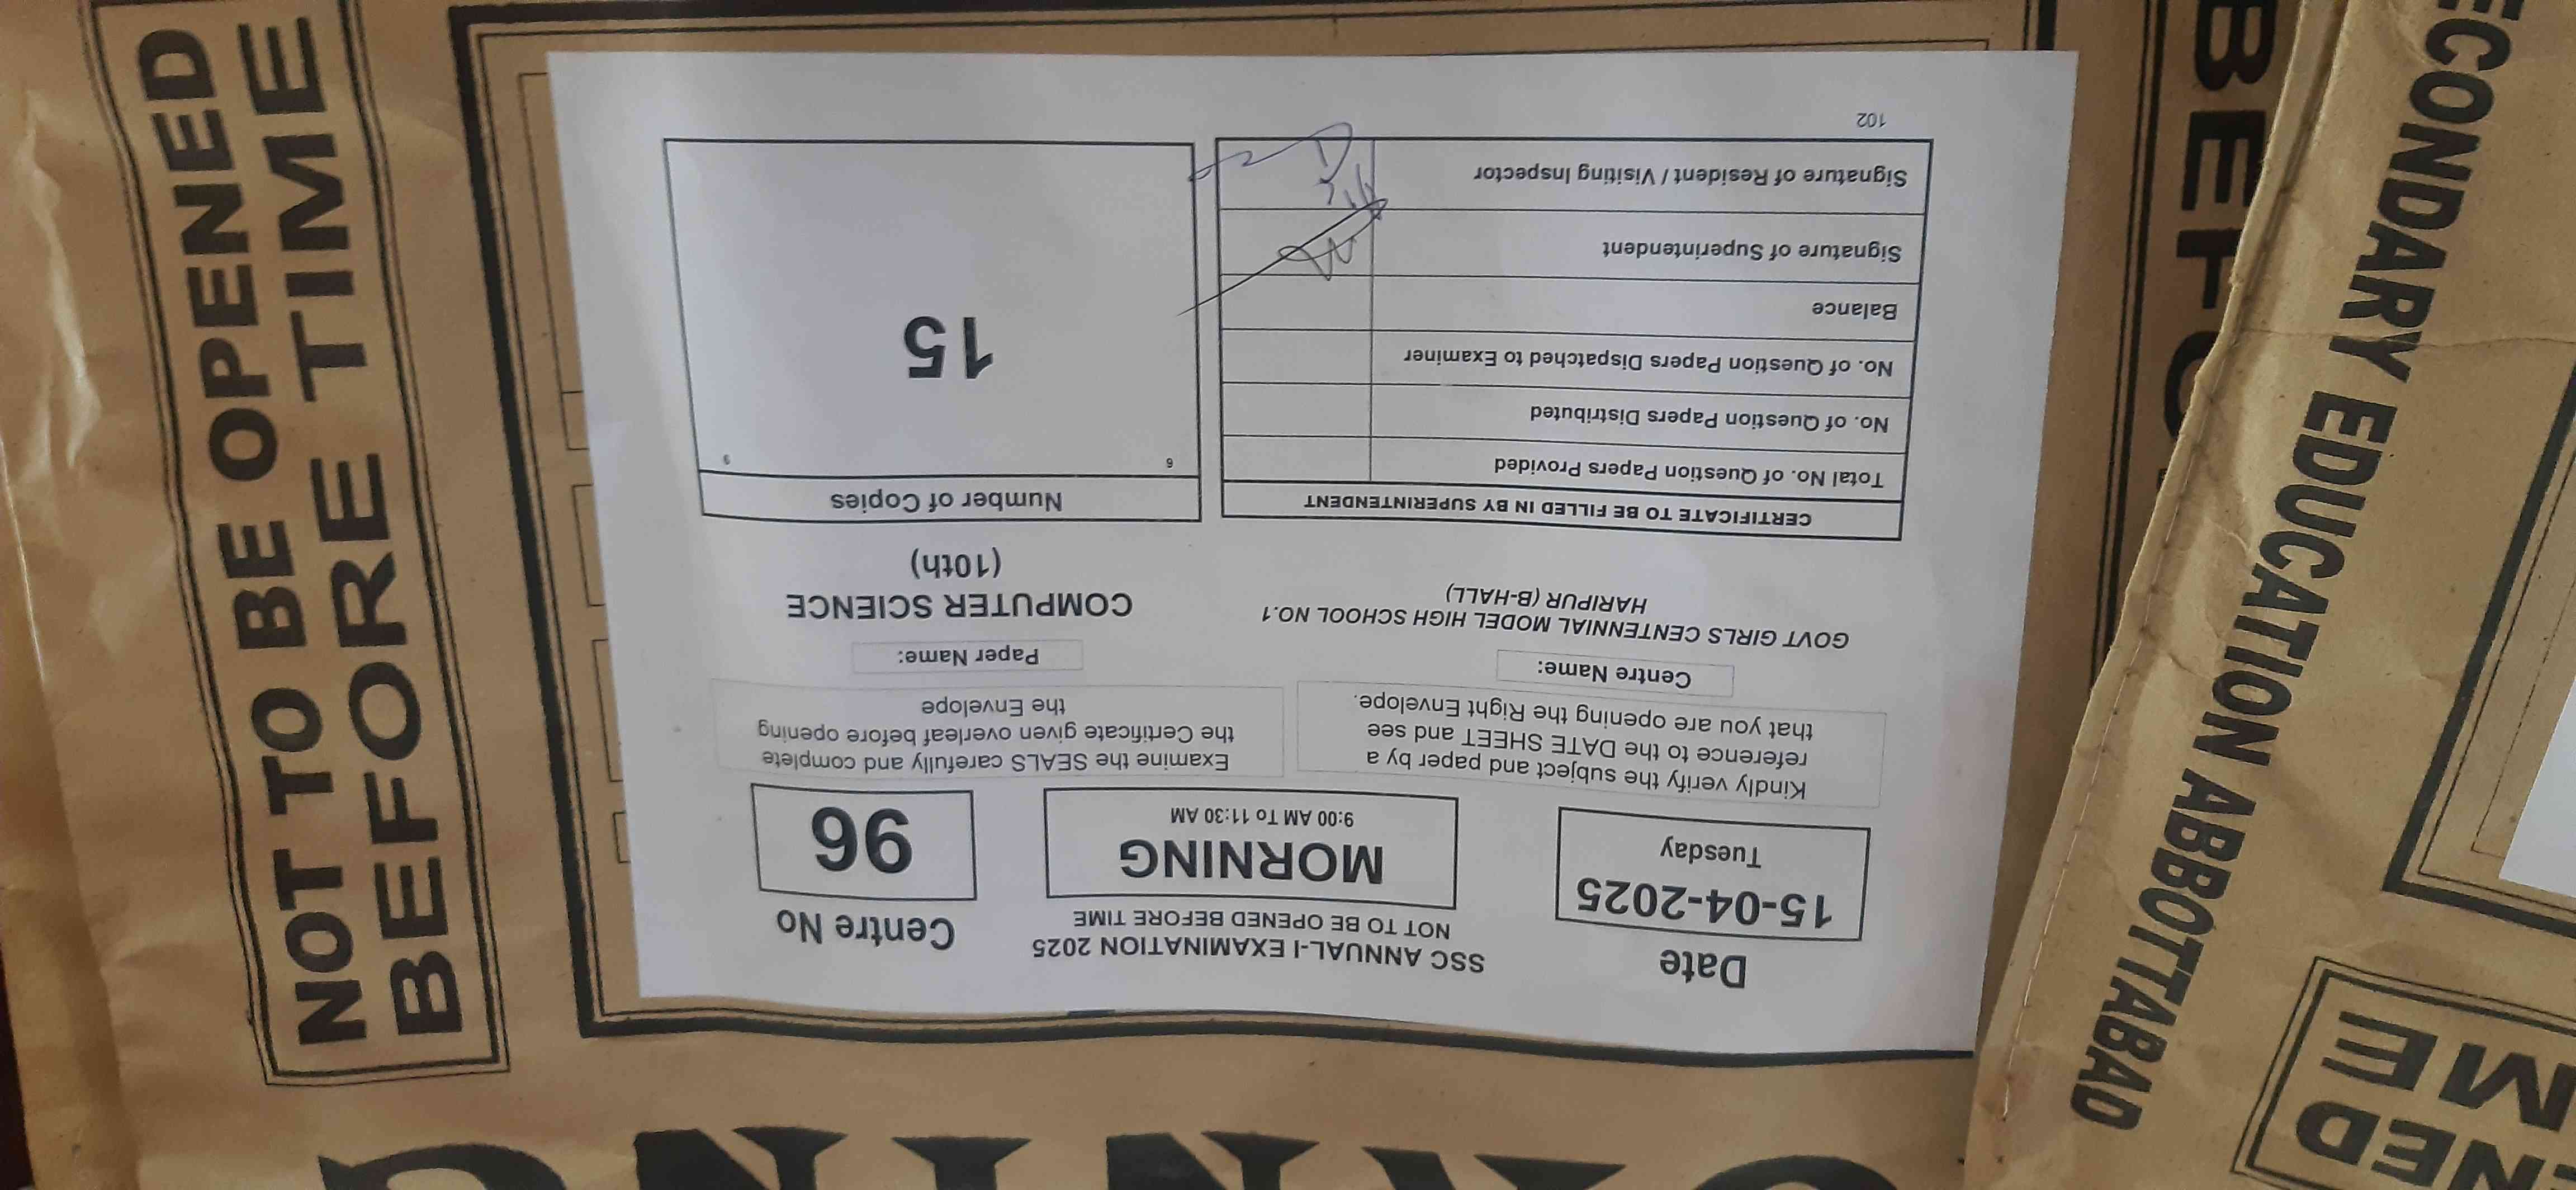 SSC ANNUAL-I EXAMINATION 2025
NOT TO BE OPENED BEFORE TIME
Date
15-04-2025
Tuesday
MORNING
9:00 AM To 11:30 AM
Centre No
96
Kindly verify the subject and paper by a
reference to the DATE SHEET and see
that you are opening the Right Envelope.
Examine the SEALS carefully and complete
the Certificate given overleaf before opening
the Envelope
Centre Name:
GOVT GIRLS CENTENNIAL MODEL HIGH SCHOOL NO.1
HARIPUR (B-HALL)
Paper Name:
COMPUTER SCIENCE
(10th)
CERTIFICATE TO BE FILLED IN BY SUPERINTENDENT
Total No. of Question Papers Provided
No. of Question Papers Distributed
No. of Question Papers Dispatched to Examiner
Balance
Signature of Superintendent
Signature of Resident / Visiting Inspector
Number of Copies
6 9
15
102
NOT TO BE OPENED
BEFORE TIME
BEFO
ECONDARY EDUCATION ABBOTTABAD
NED
ME